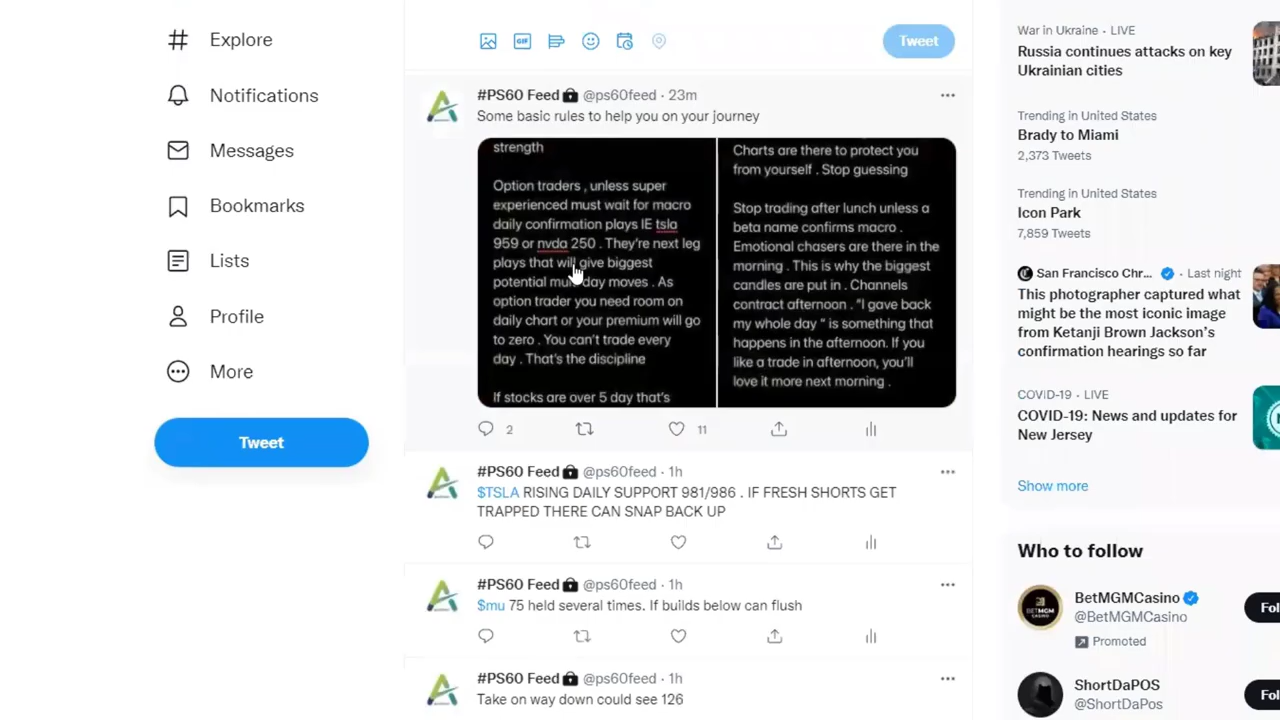 Explore
Notifications
Messages
Bookmarks
Lists
Profile
More
Tweet
GIF
Tweet
#PS60 Feed @ps60feed · 23m
Some basic rules to help you on your journey
strength
Option traders , unless super
experienced must wait for macro
daily confirmation plays IE tsla
959 or nvda 250 . They're next leg
plays that will give biggest
potential multi day moves . As
option trader you need room on
daily chart or your premium will go
to zero . You can't trade every
day . That's the discipline
If stocks are over 5 day that's
Charts are there to protect you
from yourself . Stop guessing
Stop trading after lunch unless a
beta name confirms macro .
Emotional chasers are there in the
morning . This is why the biggest
candles are put in . Channels
contract afternoon . "I gave back
my whole day " is something that
happens in the afternoon. If you
like a trade in afternoon, you'll
love it more next morning .
2
11
#PS60 Feed @ps60feed · 1h
$TSLA RISING DAILY SUPPORT 981/986 . IF FRESH SHORTS GET
TRAPPED THERE CAN SNAP BACK UP
#PS60 Feed @ps60feed · 1h
$mu 75 held several times. If builds below can flush
#PS60 Feed @ps60feed · 1h
Take on way down could see 126
War in Ukraine · LIVE
Russia continues attacks on key
Ukrainian cities
Trending in United States
Brady to Miami
2,373 Tweets
Trending in United States
Icon Park
7,859 Tweets
San Francisco Chr... · Last night
This photographer captured what
might be the most iconic image
from Ketanji Brown Jackson's
confirmation hearings so far
COVID-19 · LIVE
COVID-19: News and updates for
New Jersey
Show more
Who to follow
BetMGMCasino
@BetMGMCasino
Promoted
Fol
ShortDaPOS
@ShortDaPos
Fol